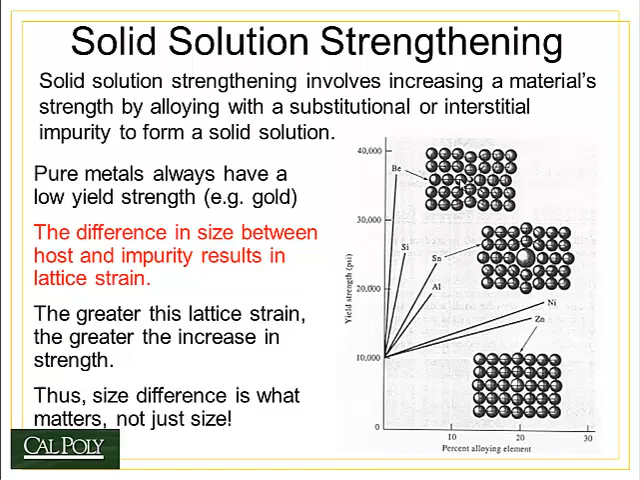 Solid Solution Strengthening
Solid solution strengthening involves increasing a material's
strength by alloying with a substitutional or interstitial
impurity to form a solid solution.
Pure metals always have a
low yield strength (e.g. gold)
The difference in size between
host and impurity results in
lattice strain.
The greater this lattice strain,
the greater the increase in
strength.
Thus, size difference is what
matters, not just size!
CAL POLY
40,000
30,000
20,000
10,000
0
Yield strength (psi)
Be
Si
Sn
Al
Ni
Zn
10
20
30
Percent alloying element